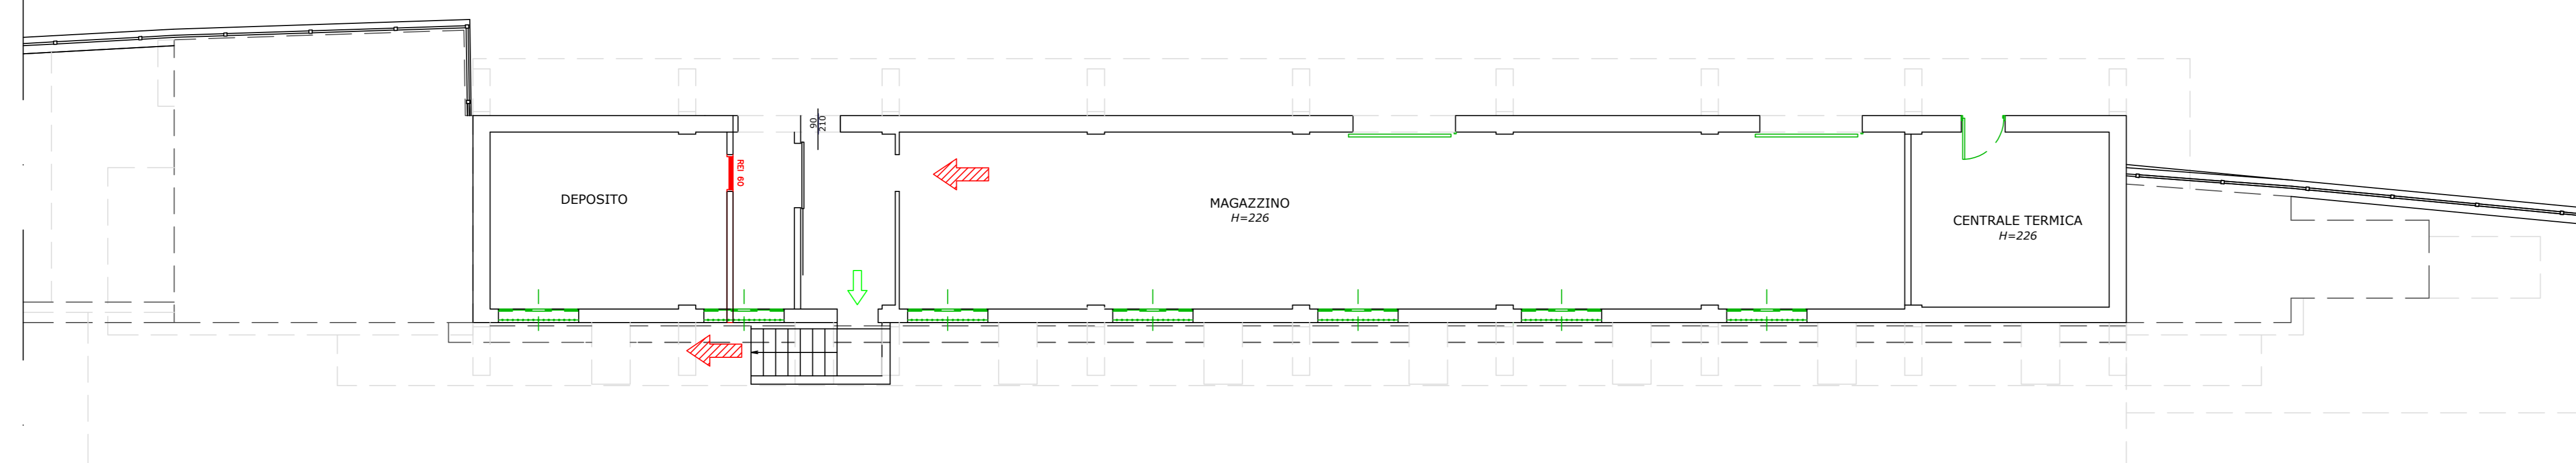 90
210
REI 60
DEPOSITO
MAGAZZINO
H=226
CENTRALE TERMICA
H=226